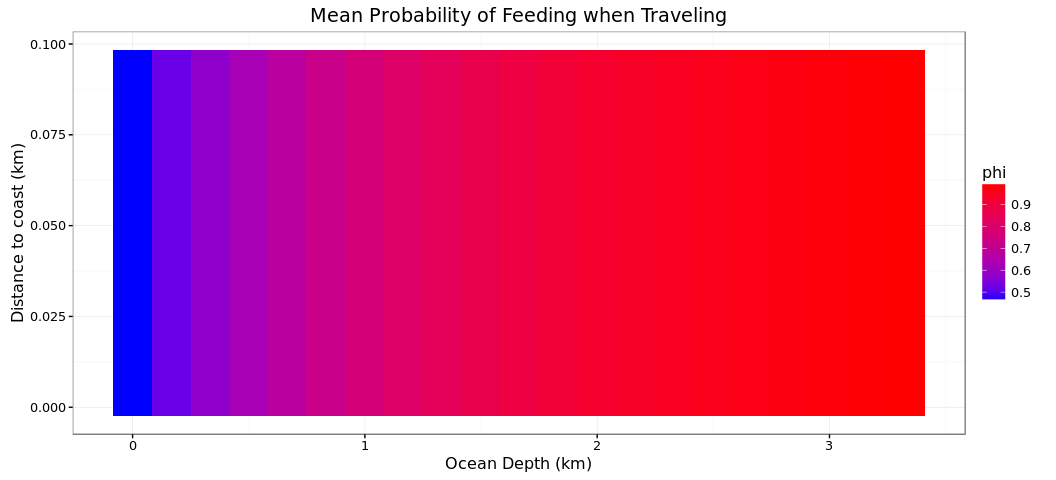 Mean Probability of Feeding when Traveling
0.100
0.075
0.050
0.025
0.000
Distance to coast (km)
0 1 2 3
Ocean Depth (km)
phi
0.9
0.8
0.7
0.6
0.5